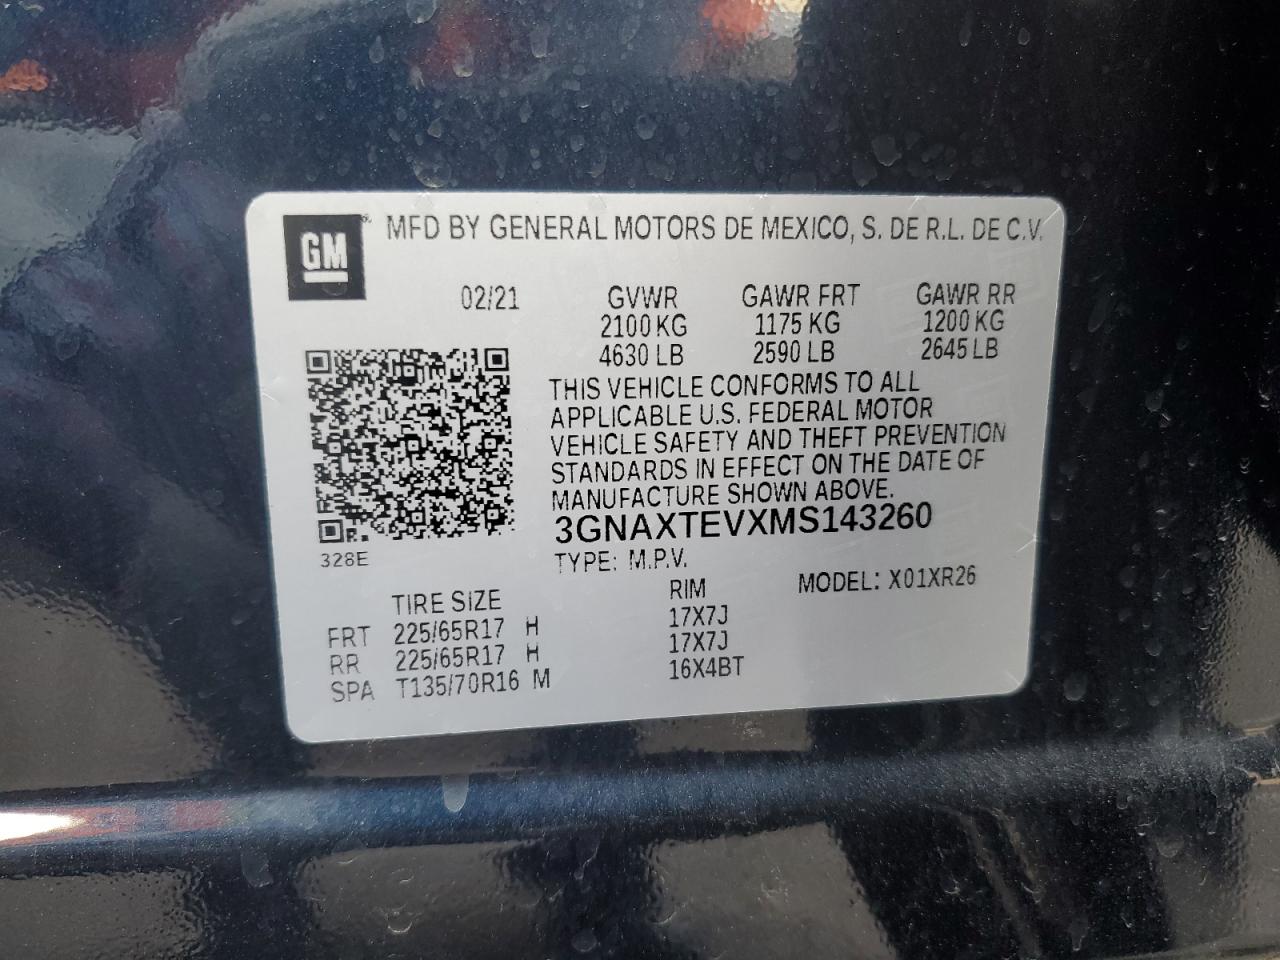 GM ® MFD BY GENERAL MOTORS DE MEXICO, S. DE R.L. DE C.V.
02/21 GVWR GAWR FRT GAWR RR
2100 KG 1175 KG 1200 KG
4630 LB 2590 LB 2645 LB
THIS VEHICLE CONFORMS TO ALL
APPLICABLE U.S. FEDERAL MOTOR
VEHICLE SAFETY AND THEFT PREVENTION
STANDARDS IN EFFECT ON THE DATE OF
MANUFACTURE SHOWN ABOVE.
3GNAXTEVXMS143260
328E
TYPE: M.P.V. MODEL: X01XR26
TIRE SIZE RIM
FRT 225/65R17 H 17X7J
RR 225/65R17 H 17X7J
SPA T135/70R16 M 16X4BT